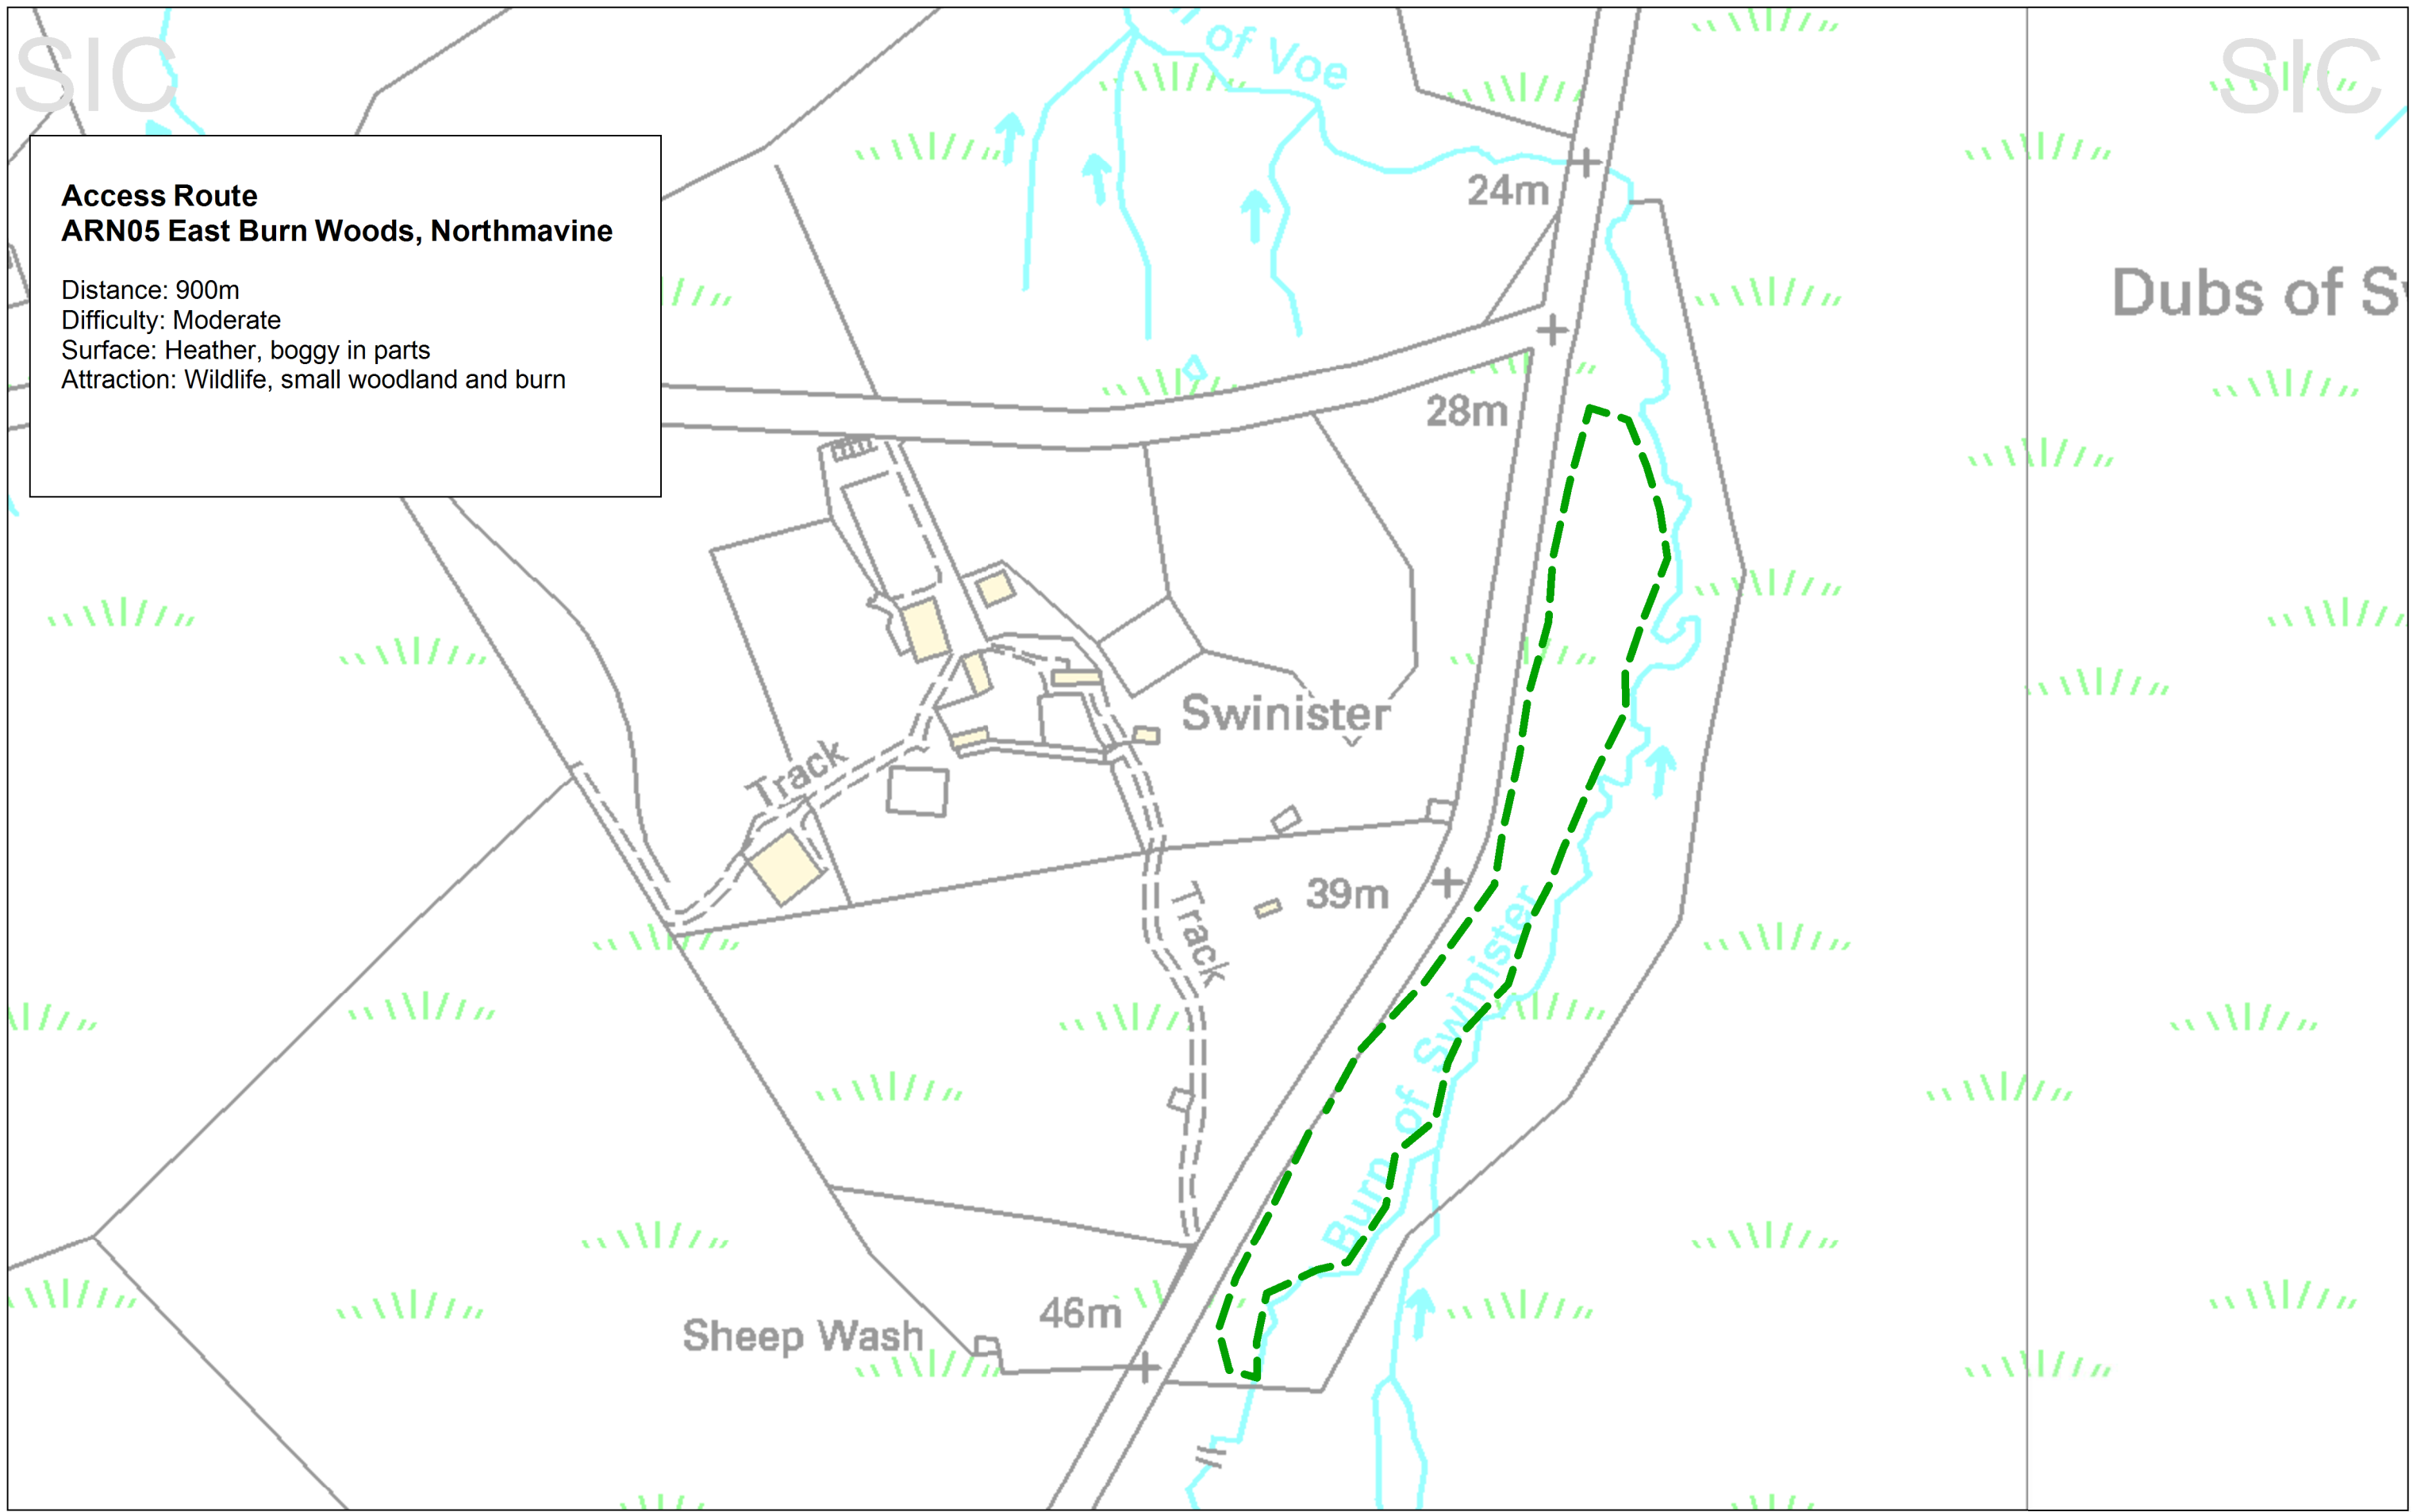 SIC
SIC
of Voe
Access Route
ARN05 East Burn Woods, Northmavine
Distance: 900m
Difficulty: Moderate
Surface: Heather, boggy in parts
Attraction: Wildlife, small woodland and burn
24m
Dubs of
28m
Swinister
Track
39m
Track
Burn of Swinister
46m
Sheep Wash